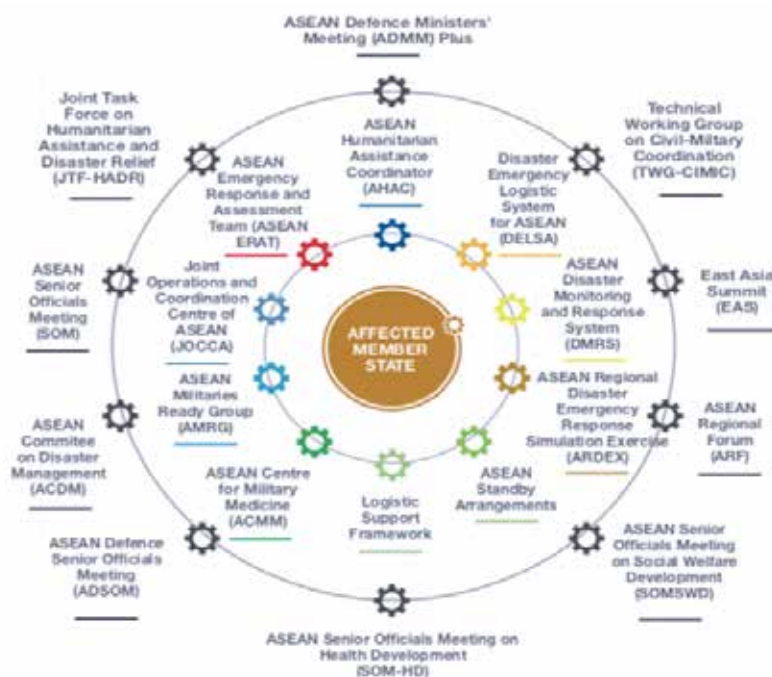 ASEAN Defence Ministers'
Meeting (ADMM) Plus
Joint Task
Force on
Humanitarian
Assistance and
Disaster Relief
(JTF-HADR)
ASEAN
Humanitarian
Assistance
Coordinator
(AHAC)
Technical
Working Group
on Civil-Miltary
Coordination
(TWG-CIMIC)
ASEAN
Emergency
Response and
Assessment
Team (ASEAN
ERAT)
Disaster
Emergency
Logistic
System
for ASEAN
(DELSA)
ASEAN
Senior
Officials
Meeting
(SOM)
Joint
Operations and
Coordination
Centre of
ASEAN
(JOCCA)
AFFECTED
MEMBER
STATE
ASEAN
Disaster
Monitoring
and Response
System
(DMRS)
East Asia
Summit
(EAS)
ASEAN
Militaries
Ready Group
(AMRG)
ASEAN Regional
Disaster
Emergency
Response
Simulation Exercise
(ARDEX)
ASEAN
Regional
Forum
(ARF)
ASEAN
Commitee
on Disaster
Management
(ACDM)
ASEAN Centre
for Military
Medicine
(ACMM)
Logistic
Support
Framework
ASEAN
Standby
Arrangements
ASEAN Defence
Senior Officials
Meeting
(ADSOM)
ASEAN Senior
Officials Meeting
on Social Welfare
Development
(SOMSWD)
ASEAN Senior Officials Meeting on
Health Development
(SOM-HD)